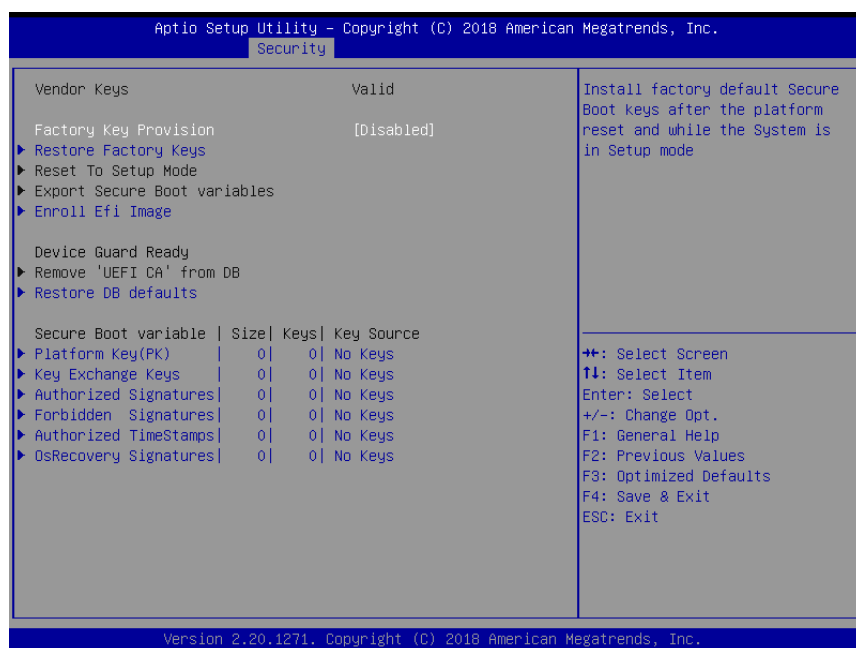 Aptio Setup Utility – Copyright (C) 2018 American Megatrends, Inc.
Security
Vendor Keys Valid
Factory Key Provision [Disabled]
Restore Factory Keys
Reset To Setup Mode
Export Secure Boot variables
Enroll Efi Image
Device Guard Ready
Remove 'UEFI CA' from DB
Restore DB defaults
Secure Boot variable | Size| Keys| Key Source
Platform Key(PK) | 0| 0| No Keys
Key Exchange Keys | 0| 0| No Keys
Authorized Signatures| 0| 0| No Keys
Forbidden Signatures| 0| 0| No Keys
Authorized TimeStamps| 0| 0| No Keys
OsRecovery Signatures| 0| 0| No Keys
Install factory default Secure
Boot keys after the platform
reset and while the System is
in Setup mode
→←: Select Screen
↑↓: Select Item
Enter: Select
+/-: Change Opt.
F1: General Help
F2: Previous Values
F3: Optimized Defaults
F4: Save & Exit
ESC: Exit
Version 2.20.1271. Copyright (C) 2018 American Megatrends, Inc.